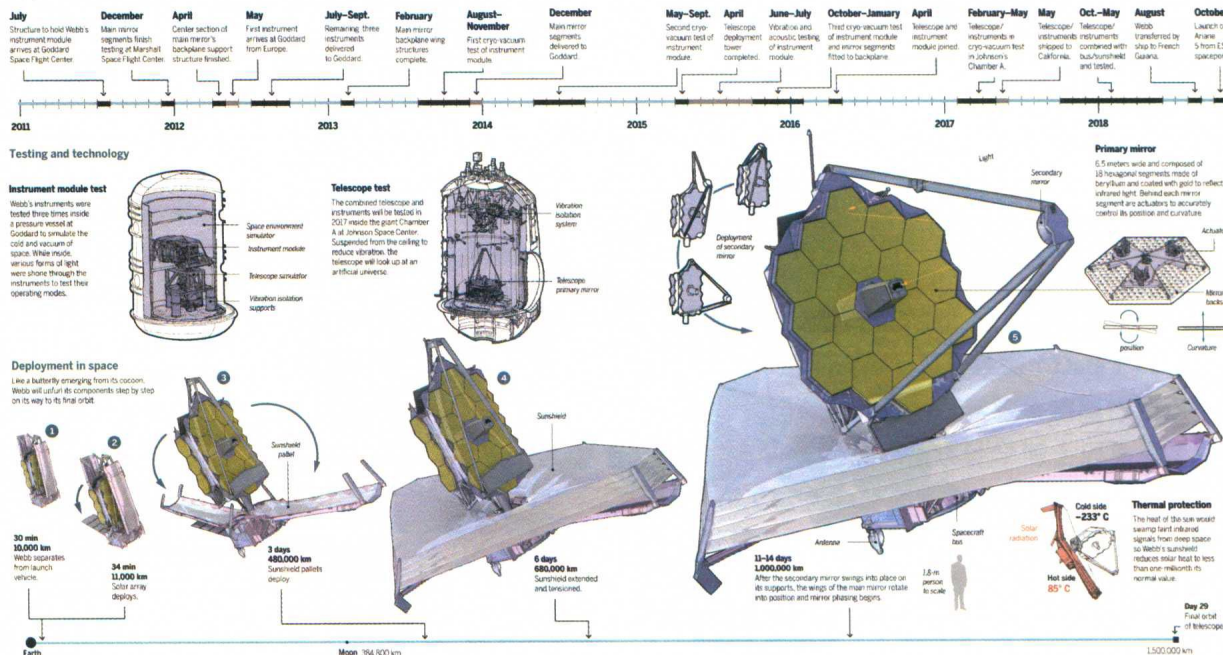 July
Structure to hold Webb's
instrument module
arrives at Goddard
Space Flight Center
December
Main mirror
segments finish
testing at Marshall
Space Flight Center.
April
Center section of
main mirror's
backplane support
structure finished.
May
First instrument
arrives at Goddard
from Europe.
July–Sept.
Remaining three
instruments
delivered
to Goddard.
February
Main mirror
backplane wing
structures
complete.
August–
November
First cryo-vacuum
test of instrument
module.
December
Main mirror
segments
delivered to
Goddard.
May–Sept.
Second cryo-
vacuum test of
instrument
module.
April
Telescope
deployment
tower
completed.
June–July
Vibration and
acoustic testing
of instrument
module.
October–January
Third cryo-vacuum test
of instrument module
and mirror segments
fitted to backplane.
April
Telescope and
instrument
module joined.
February–May
Telescope/
instruments in
cryo-vacuum test
in Johnson's
Chamber A.
May
Telescope/
instruments
shipped to
California.
Oct.–May
Telescope/
instruments
combined with
bus/sunshield
and tested.
August
Webb
transferred by
ship to French
Guiana.
Octobe
Launch o
Ariane
5 from
spacepo
2011
2012
2013
2014
2015
2016
2017
2018
Testing and technology
Instrument module test
Webb's instruments were
tested three times inside
a pressure vessel at
Goddard to simulate the
cold and vacuum of
space. While inside,
various forms of light
were shone through the
instruments to test their
operating modes.
Space environment
simulator
Instrument module
Telescope simulator
Vibration isolation
supports
Telescope test
The combined telescope and
instruments will be tested in
2017 inside the giant Chamber
A at Johnson Space Center.
Suspended from the ceiling to
reduce vibration, the
telescope will look up at an
artificial universe.
Vibration
isolation
system
Telescope
primary mirror
Deployment
of secondary
mirror
Light
Secondary
mirror
Primary mirror
6.5 meters wide and composed of
18 hexagonal segments made of
beryllium and coated with gold to reflect
infrared light. Behind each mirror
segment are actuators to accurately
control its position and curvature.
Actuato
Mirro
backs
position
Curvature
Deployment in space
Like a butterfly emerging from its cocoon,
Webb will unfurl its components step by step
on its way to its final orbit.
1
2
3
4
5
Sunshield
pallet
Sunshield
30 min
10,000 km
Webb separates
from launch
vehicle.
34 min
11,000 km
Solar array
deploys.
3 days
480,000 km
Sunshield pallets
deploy
6 days
680,000 km
Sunshield extended
and tensioned.
Antenna
Spacecraft
bus
11–14 days
1,000,000 km
After the secondary mirror swings into place on
its supports, the wings of the main mirror rotate
into position and mirror phasing begins.
1.8-m
person
to scale
Solar
radiation
Cold side
–233° C
Hot side
85° C
Thermal protection
The heat of the sun would
swamp faint infrared
signals from deep space
so Webb's sunshield
reduces solar heat to less
than one-millionth its
normal value.
Day 29
Final orbit
of telescope
Earth
Moon 384,800 km
1,500,000 km